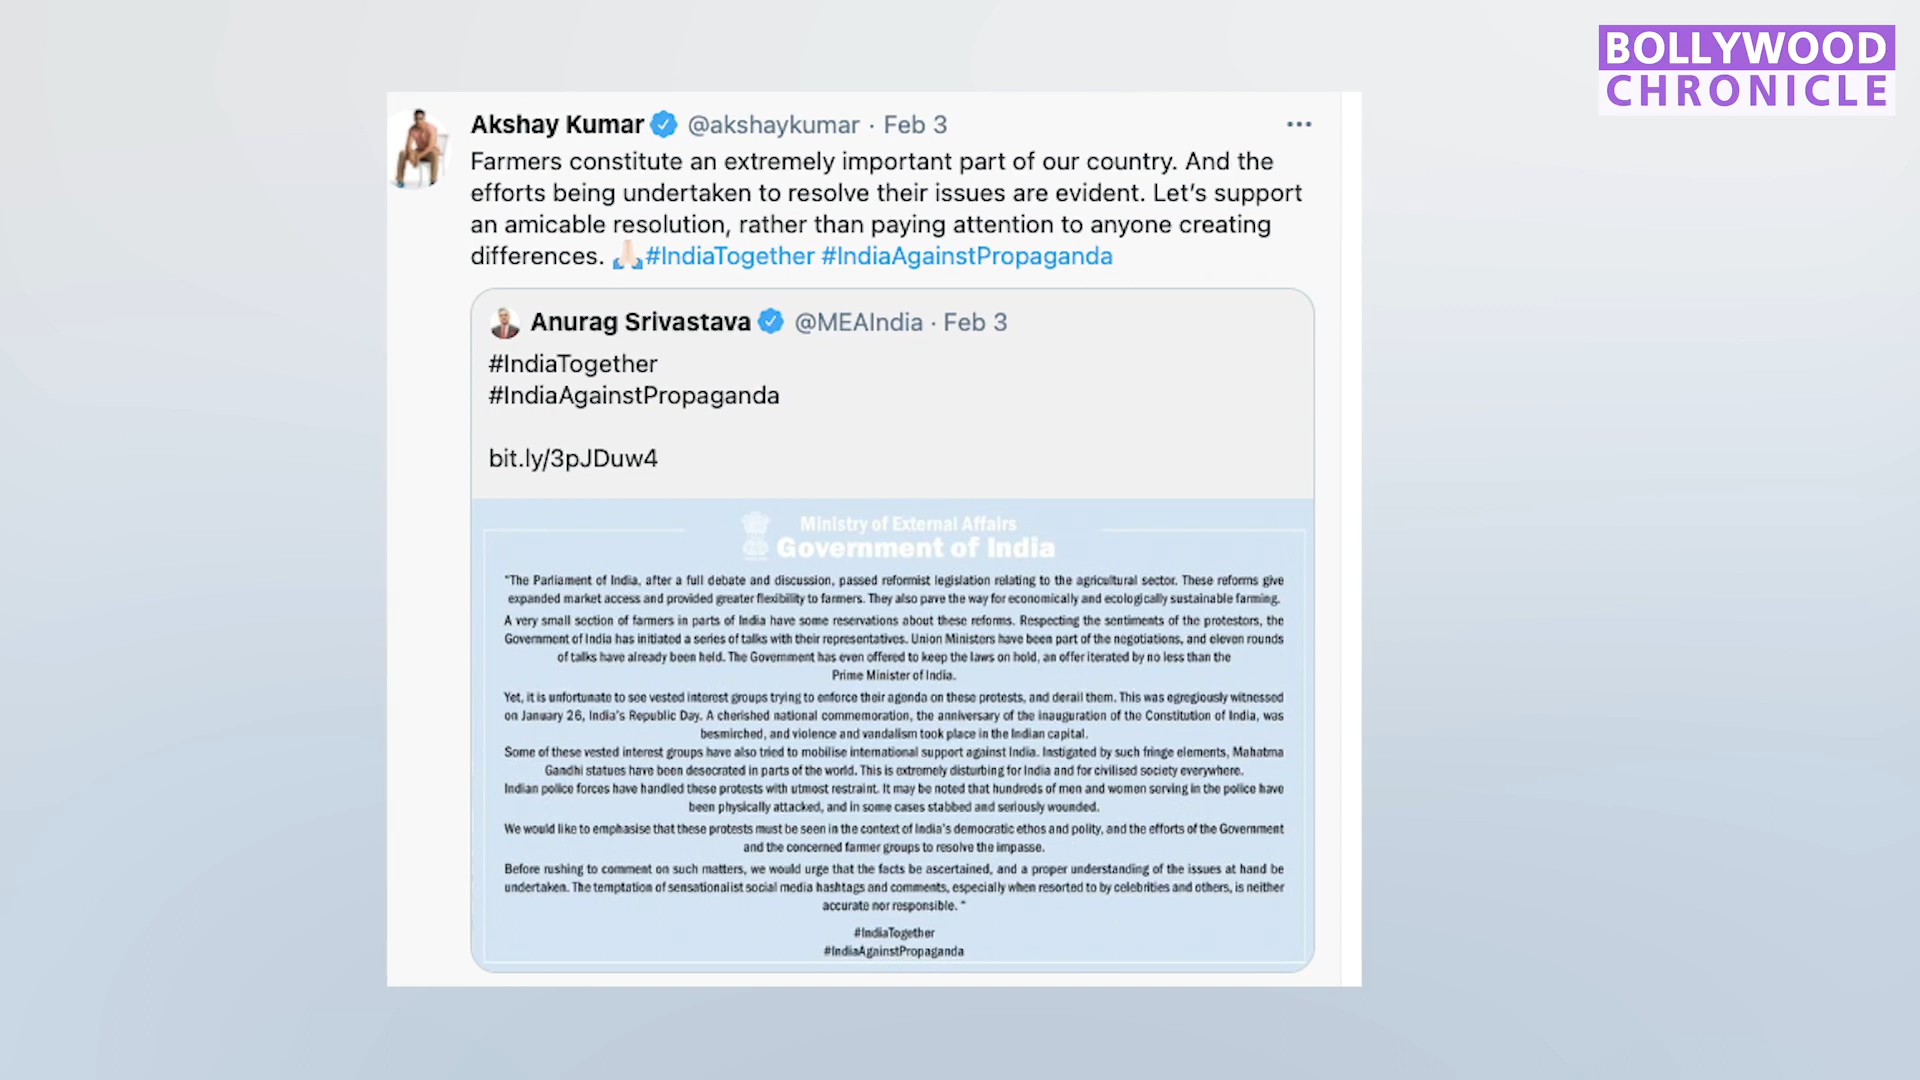 BOLLYWOOD
CHRONICLE
Akshay Kumar @akshaykumar · Feb 3
Farmers constitute an extremely important part of our country. And the
efforts being undertaken to resolve their issues are evident. Let's support
an amicable resolution, rather than paying attention to anyone creating
differences. 🙏🏻#IndiaTogether #IndiaAgainstPropaganda
Anurag Srivastava @MEAIndia · Feb 3
#IndiaTogether
#IndiaAgainstPropaganda
bit.ly/3pJDuw4
Ministry of External Affairs
Government of India
"The Parliament of India, after a full debate and discussion, passed reformist legislation relating to the agricultural sector. These reforms give
expanded market access and provided greater flexibility to farmers. They also pave the way for economically and ecologically sustainable farming.
A very small section of farmers in parts of India have some reservations about these reforms. Respecting the sentiments of the protestors, the
Government of India has initiated a series of talks with their representatives. Union Ministers have been part of the negotiations, and eleven rounds
of talks have already been held. The Government has even offered to keep the laws on hold, an offer iterated by no less than the
Prime Minister of India.
Yet, it is unfortunate to see vested interest groups trying to enforce their agenda on these protests, and derail them. This was egregiously witnessed
on January 26, India's Republic Day. A cherished national commemoration, the anniversary of the inauguration of the Constitution of India, was
besmirched, and violence and vandalism took place in the Indian capital.
Some of these vested interest groups have also tried to mobilise international support against India. Instigated by such fringe elements, Mahatma
Gandhi statues have been desecrated in parts of the world. This is extremely disturbing for India and for civilised society everywhere.
Indian police forces have handled these protests with utmost restraint. It may be noted that hundreds of men and women serving in the police have
been physically attacked, and in some cases stabbed and seriously wounded.
We would like to emphasise that these protests must be seen in the context of India's democratic ethos and polity, and the efforts of the Government
and the concerned farmer groups to resolve the impasse.
Before rushing to comment on such matters, we would urge that the facts be ascertained, and a proper understanding of the issues at hand be
undertaken. The temptation of sensationalist social media hashtags and comments, especially when resorted to by celebrities and others, is neither
accurate nor responsible. "
#IndiaTogether
#IndiaAgainstPropaganda